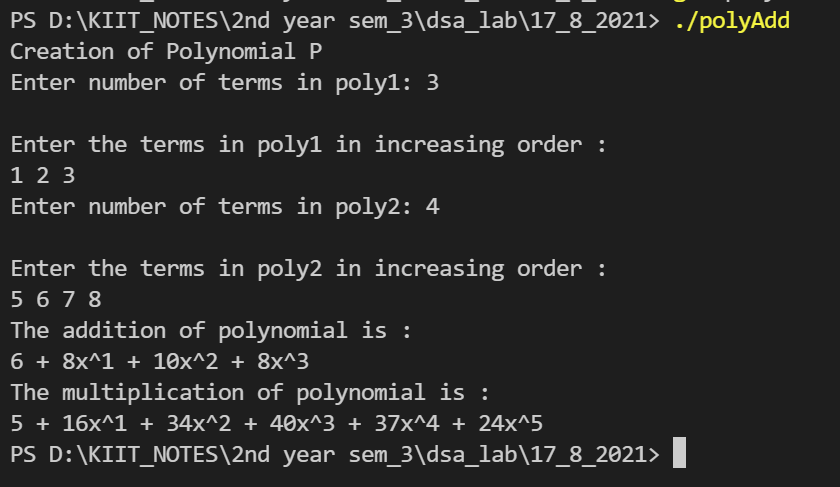 PS D:\KIIT_NOTES\2nd year sem_3\dsa_lab\17_8_2021> ./polyAdd
Creation of Polynomial P
Enter number of terms in poly1: 3

Enter the terms in poly1 in increasing order :
1 2 3
Enter number of terms in poly2: 4

Enter the terms in poly2 in increasing order :
5 6 7 8
The addition of polynomial is :
6 + 8x^1 + 10x^2 + 8x^3
The multiplication of polynomial is :
5 + 16x^1 + 34x^2 + 40x^3 + 37x^4 + 24x^5
PS D:\KIIT_NOTES\2nd year sem_3\dsa_lab\17_8_2021>